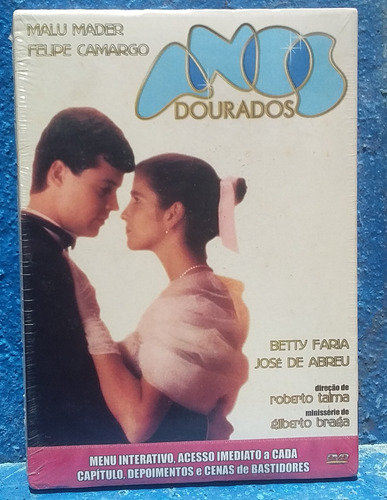 MALU MADER
FELIPE CAMARGO
ANOS
DOURADOS
BETTY FARIA
JOSÉ DE ABREU
direção de
roberto talma
minissérie de
gilberto braga
MENU INTERATIVO, ACESSO IMEDIATO a CADA
CAPÍTULO, DEPOIMENTOS e CENAS de BASTIDORES
DVD